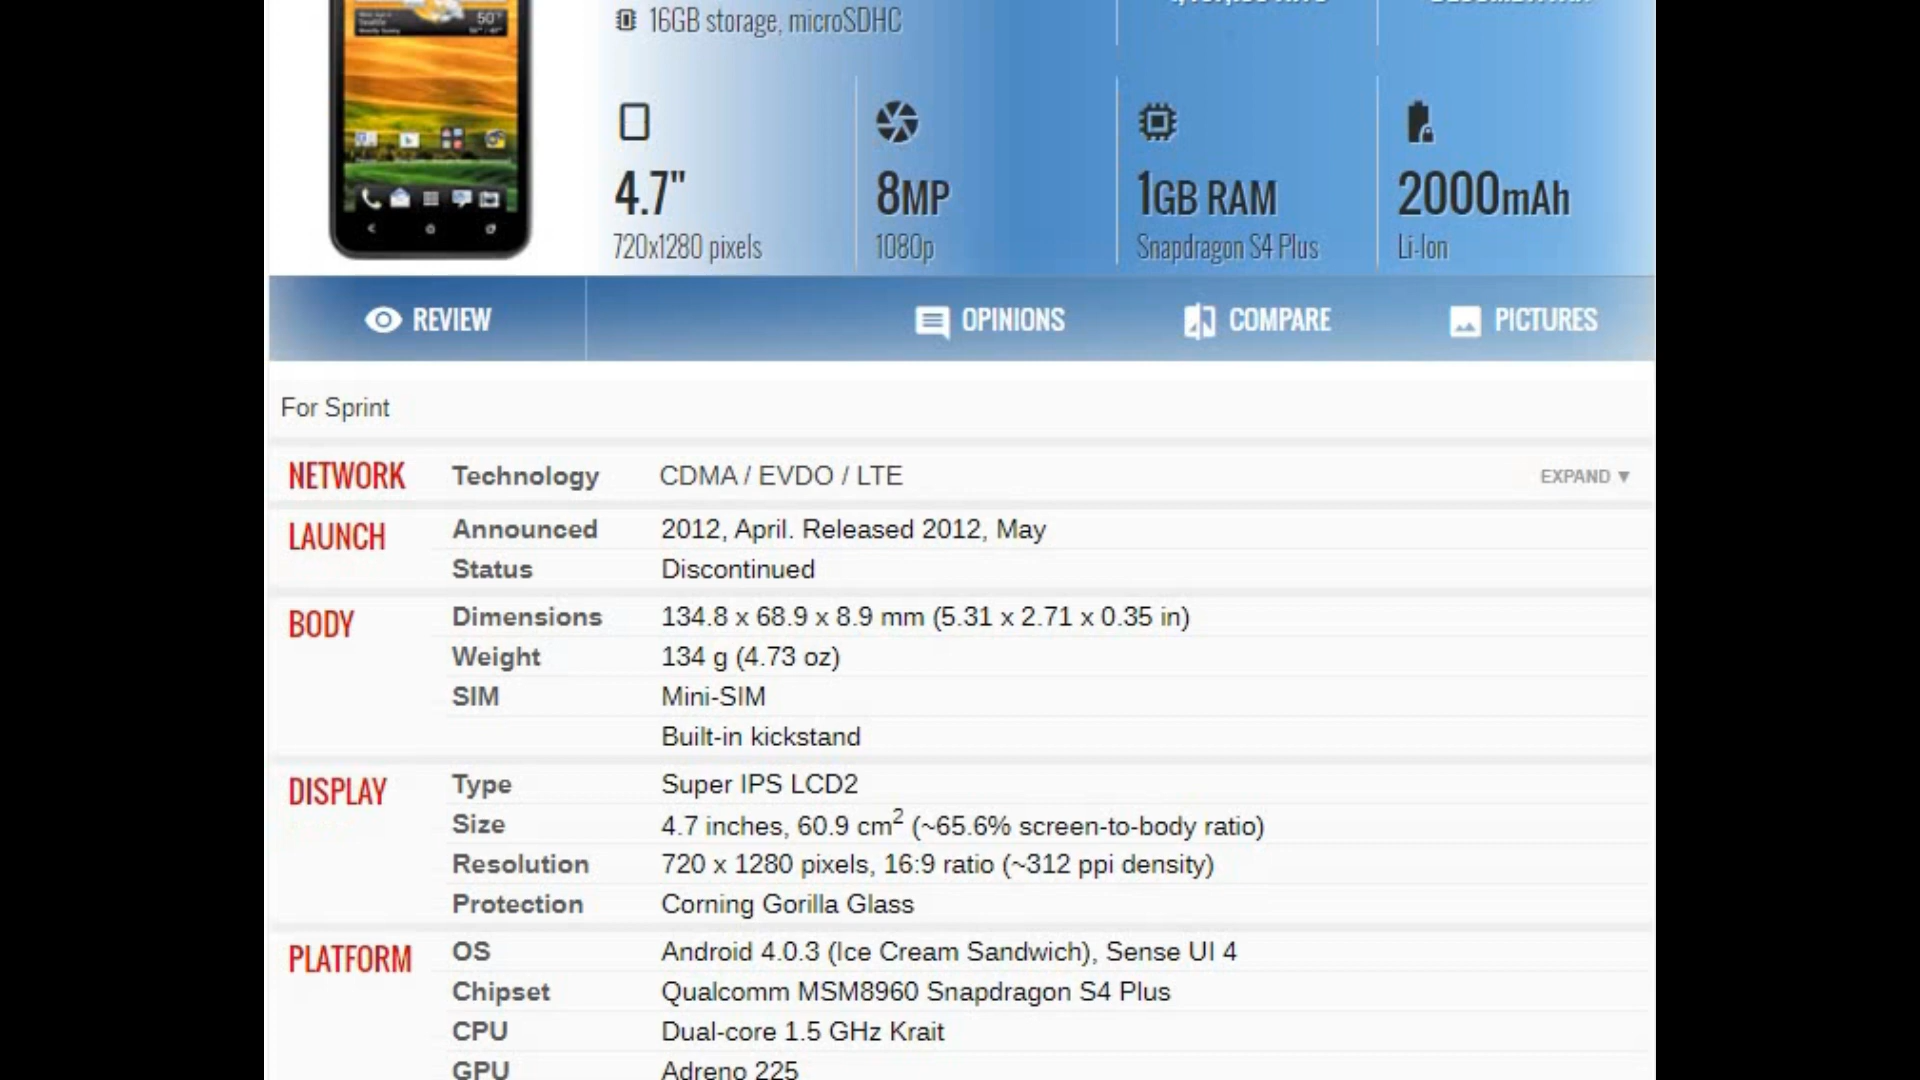 50°
16GB storage, microSDHC
4.7"
720x1280 pixels
8MP
1080p
1GB RAM
Snapdragon S4 Plus
2000mAh
Li-Ion
REVIEW
OPINIONS
COMPARE
PICTURES
For Sprint
NETWORK Technology CDMA / EVDO / LTE EXPAND ▼
LAUNCH Announced 2012, April. Released 2012, May
Status Discontinued
BODY Dimensions 134.8 x 68.9 x 8.9 mm (5.31 x 2.71 x 0.35 in)
Weight 134 g (4.73 oz)
SIM Mini-SIM
Built-in kickstand
DISPLAY Type Super IPS LCD2
Size 4.7 inches, 60.9 cm2 (~65.6% screen-to-body ratio)
Resolution 720 x 1280 pixels, 16:9 ratio (~312 ppi density)
Protection Corning Gorilla Glass
PLATFORM OS Android 4.0.3 (Ice Cream Sandwich), Sense UI 4
Chipset Qualcomm MSM8960 Snapdragon S4 Plus
CPU Dual-core 1.5 GHz Krait
GPU Adreno 225